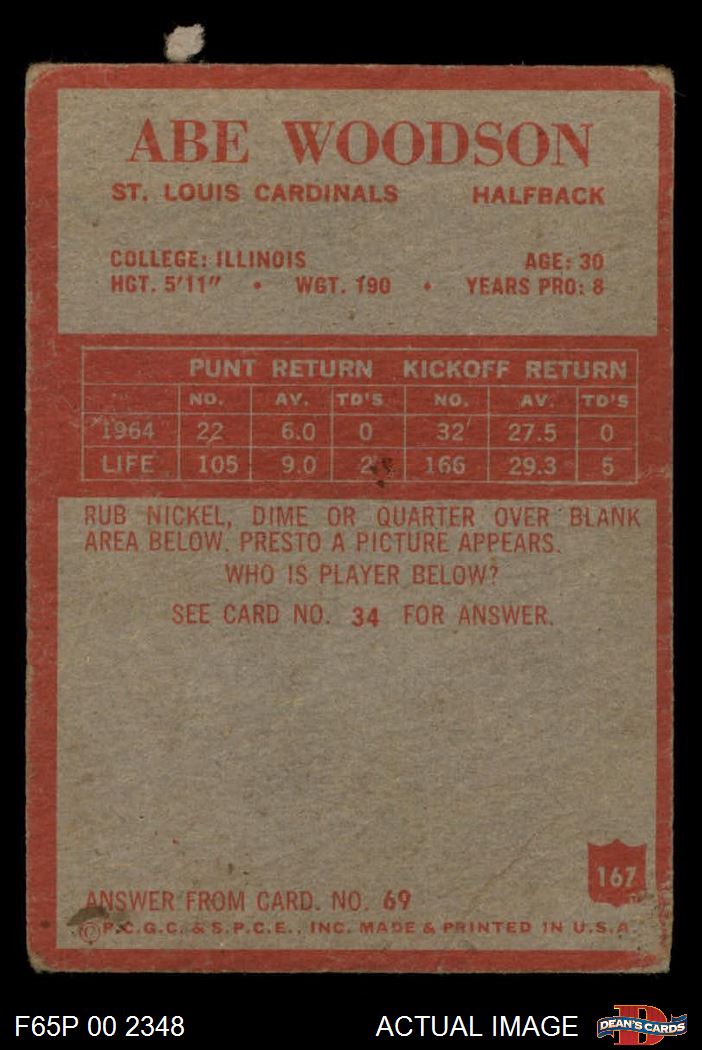 ABE WOODSON
ST. LOUIS CARDINALS HALFBACK
COLLEGE: ILLINOIS AGE: 30
HGT. 5'11" • WGT. 190 • YEARS PRO: 8
PUNT RETURN KICKOFF RETURN
NO. AV. TD'S NO. AV. TD'S
1964 22 6.0 0 32 27.5 0
LIFE 105 9.0 2 166 29.3 5
RUB NICKEL, DIME OR QUARTER OVER BLANK
AREA BELOW. PRESTO A PICTURE APPEARS.
WHO IS PLAYER BELOW?
SEE CARD NO. 34 FOR ANSWER.
167
ANSWER FROM CARD. NO. 69
©P.C.G.C. & S.P.C.E., INC. MADE & PRINTED IN U.S.A.
F65P 00 2348 ACTUAL IMAGE
D
DEAN'S CARDS